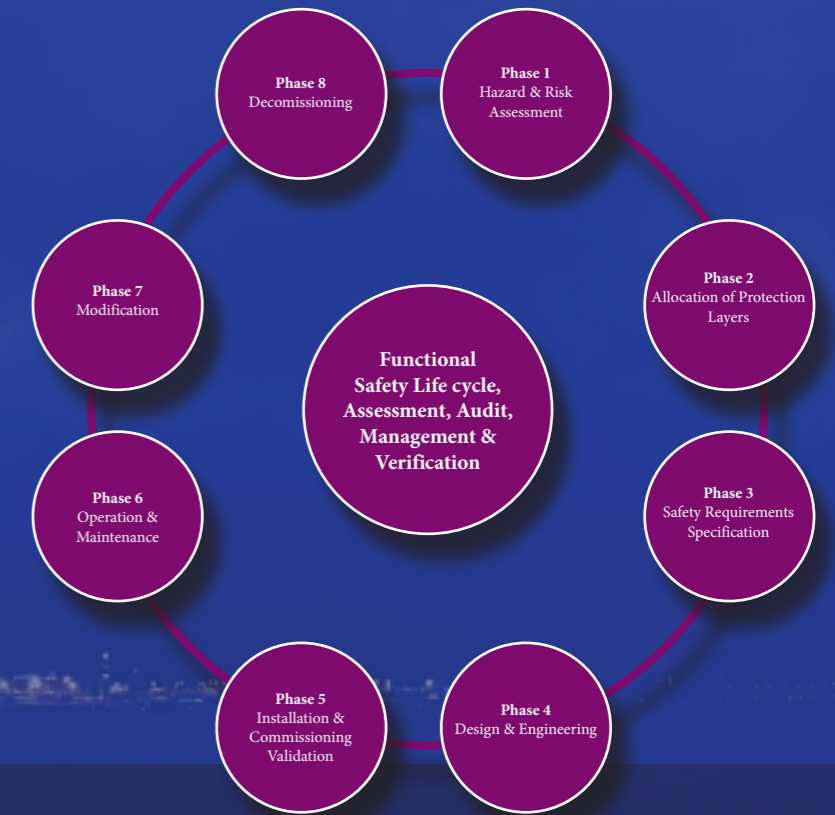 Phase 1
Hazard & Risk
Assessment
Phase 2
Allocation of Protection
Layers
Phase 3
Safety Requirements
Specification
Phase 4
Design & Engineering
Phase 5
Installation &
Commissioning
Validation
Phase 6
Operation &
Maintenance
Phase 7
Modification
Phase 8
Decomissioning
Functional
Safety Life cycle,
Assessment, Audit,
Management &
Verification